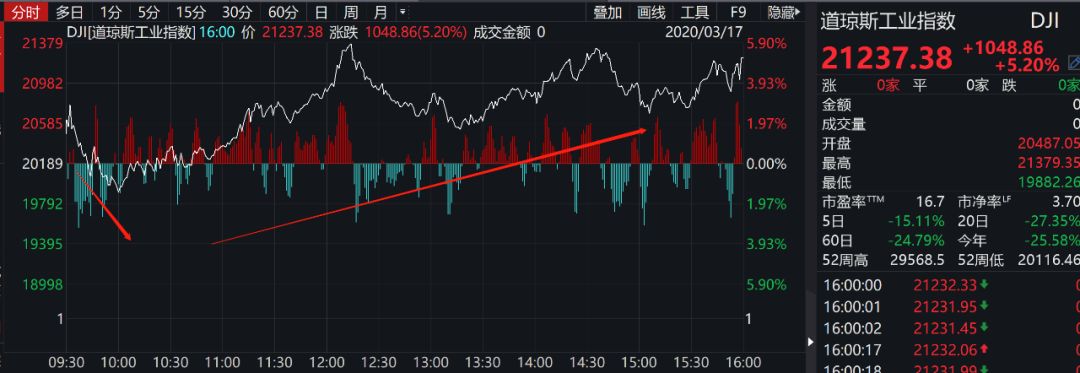 分时 多日 1分 5分 15分 30分 60分 日 周 月 叠加 画线 工具 F9 隐藏
DJI[道琼斯工业指数] 16:00 价 21237.38 涨跌 1048.86(5.20%) 成交金额 0 2020/03/17
21379 5.90%
20982 4.93%
20585 1.97%
20189 0.00%
19792 1.97%
19395 3.93%
18998 5.90%
1 1
09:30 10:00 10:30 11:00 11:30 12:00 12:30 13:00 13:30 14:00 14:30 15:00 15:30 16:00
道琼斯工业指数 DJI
21237.38 +1048.86
+5.20%
涨 0家 平 0家 跌 0家
金额 0
成交量 0
开盘 20487.05
最高 21379.35
最低 19882.26
市盈率TTM 16.7 市净率LF 3.70
5日 -15.11% 20日 -27.35%
60日 -24.79% 今年 -25.58%
52周高 29568.5 52周低 20116.46
16:00:00 21232.33
16:00:01 21231.95
16:00:02 21231.45
16:00:17 21232.06
16:00:18 21231.99